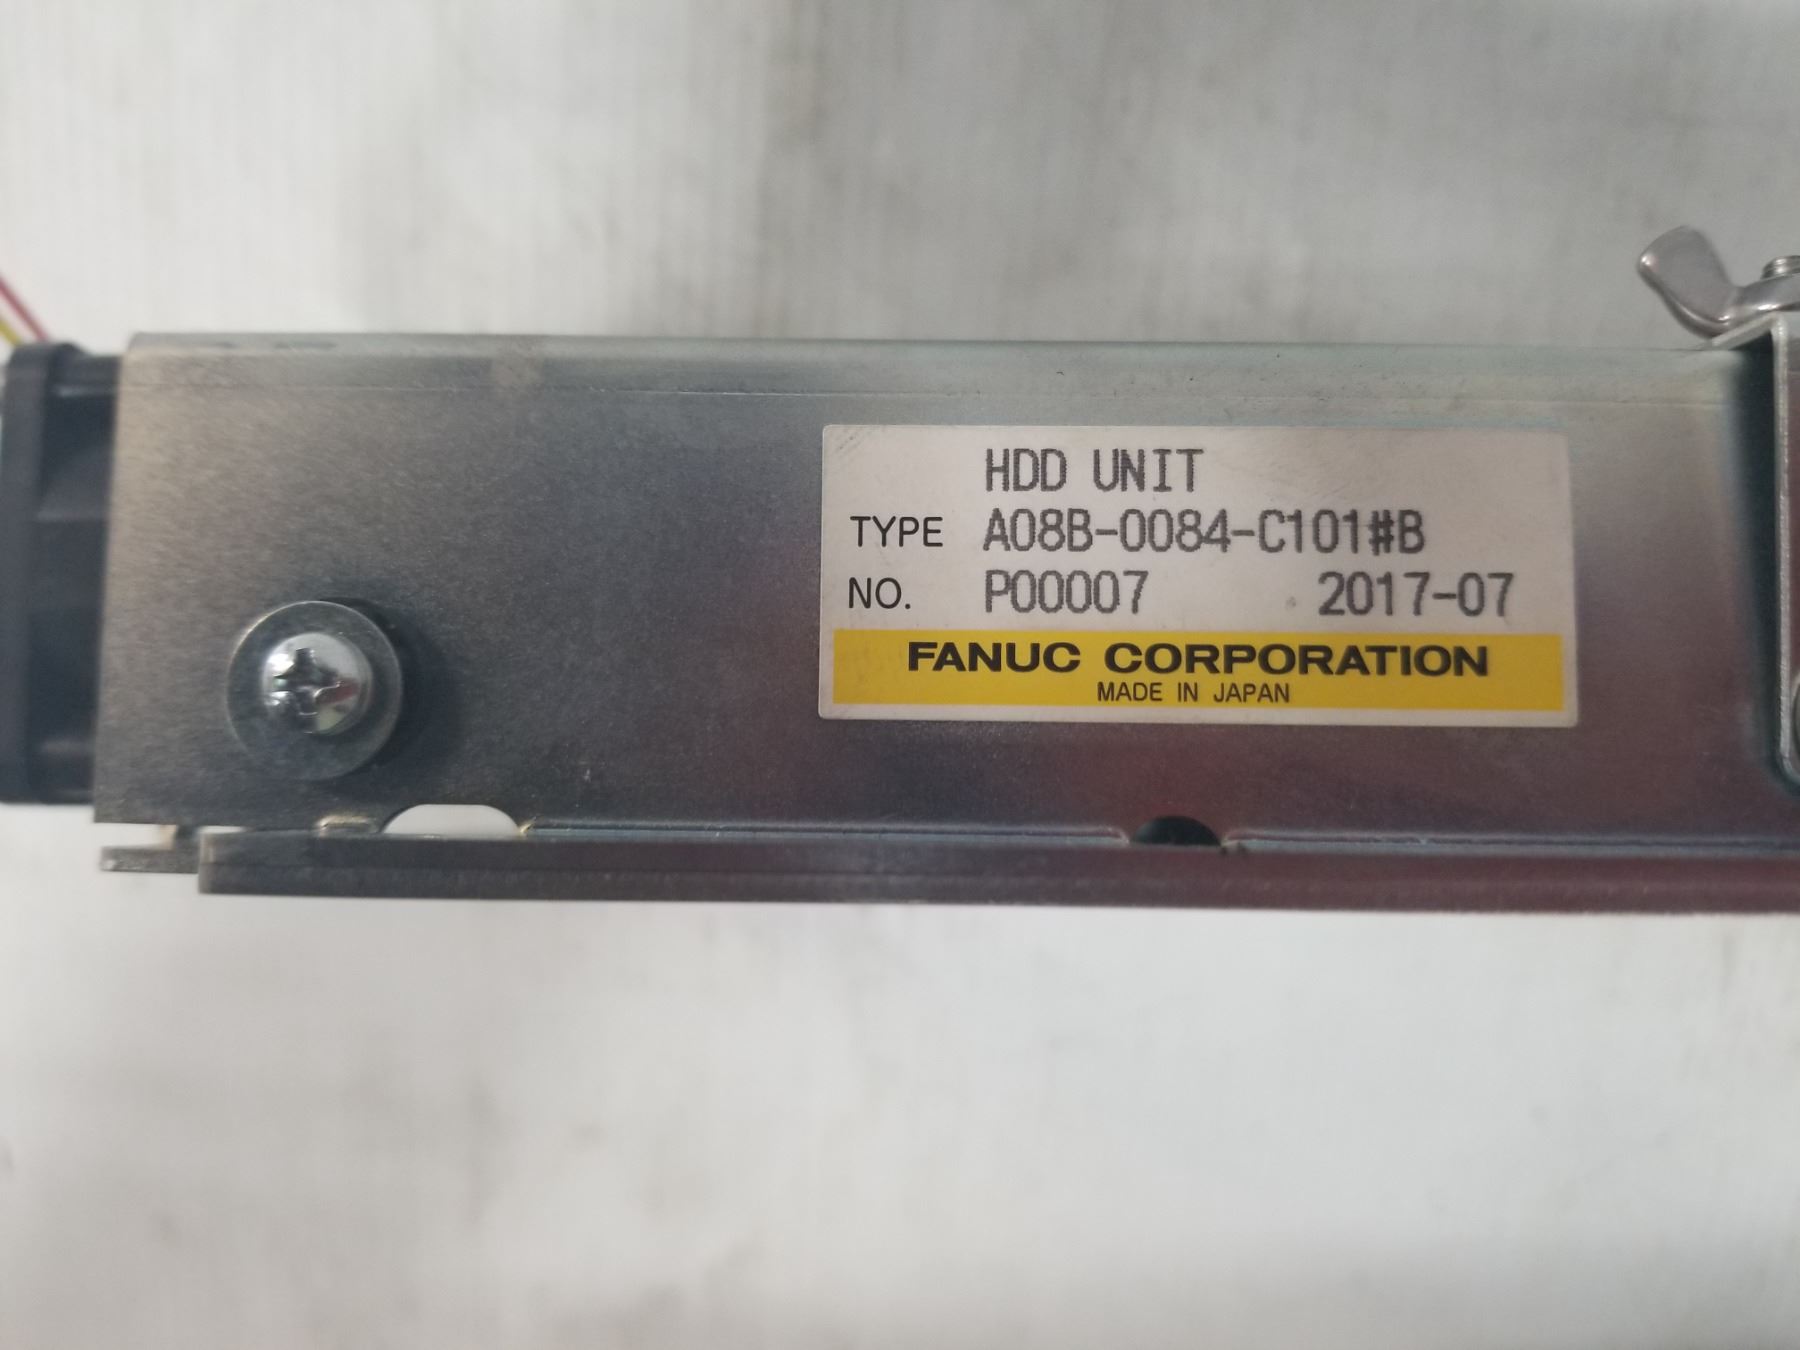 HDD UNIT
TYPE A08B-0084-C101#B
NO. P00007 2017-07
FANUC CORPORATION
MADE IN JAPAN